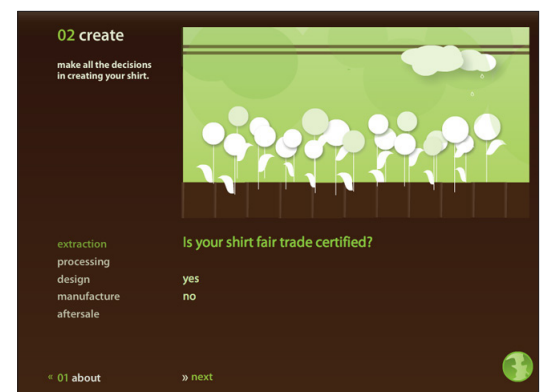 02 create
make all the decisions
in creating your shirt.
extraction
processing
design
manufacture
aftersale
Is your shirt fair trade certified?
yes
no
« 01 about
» next